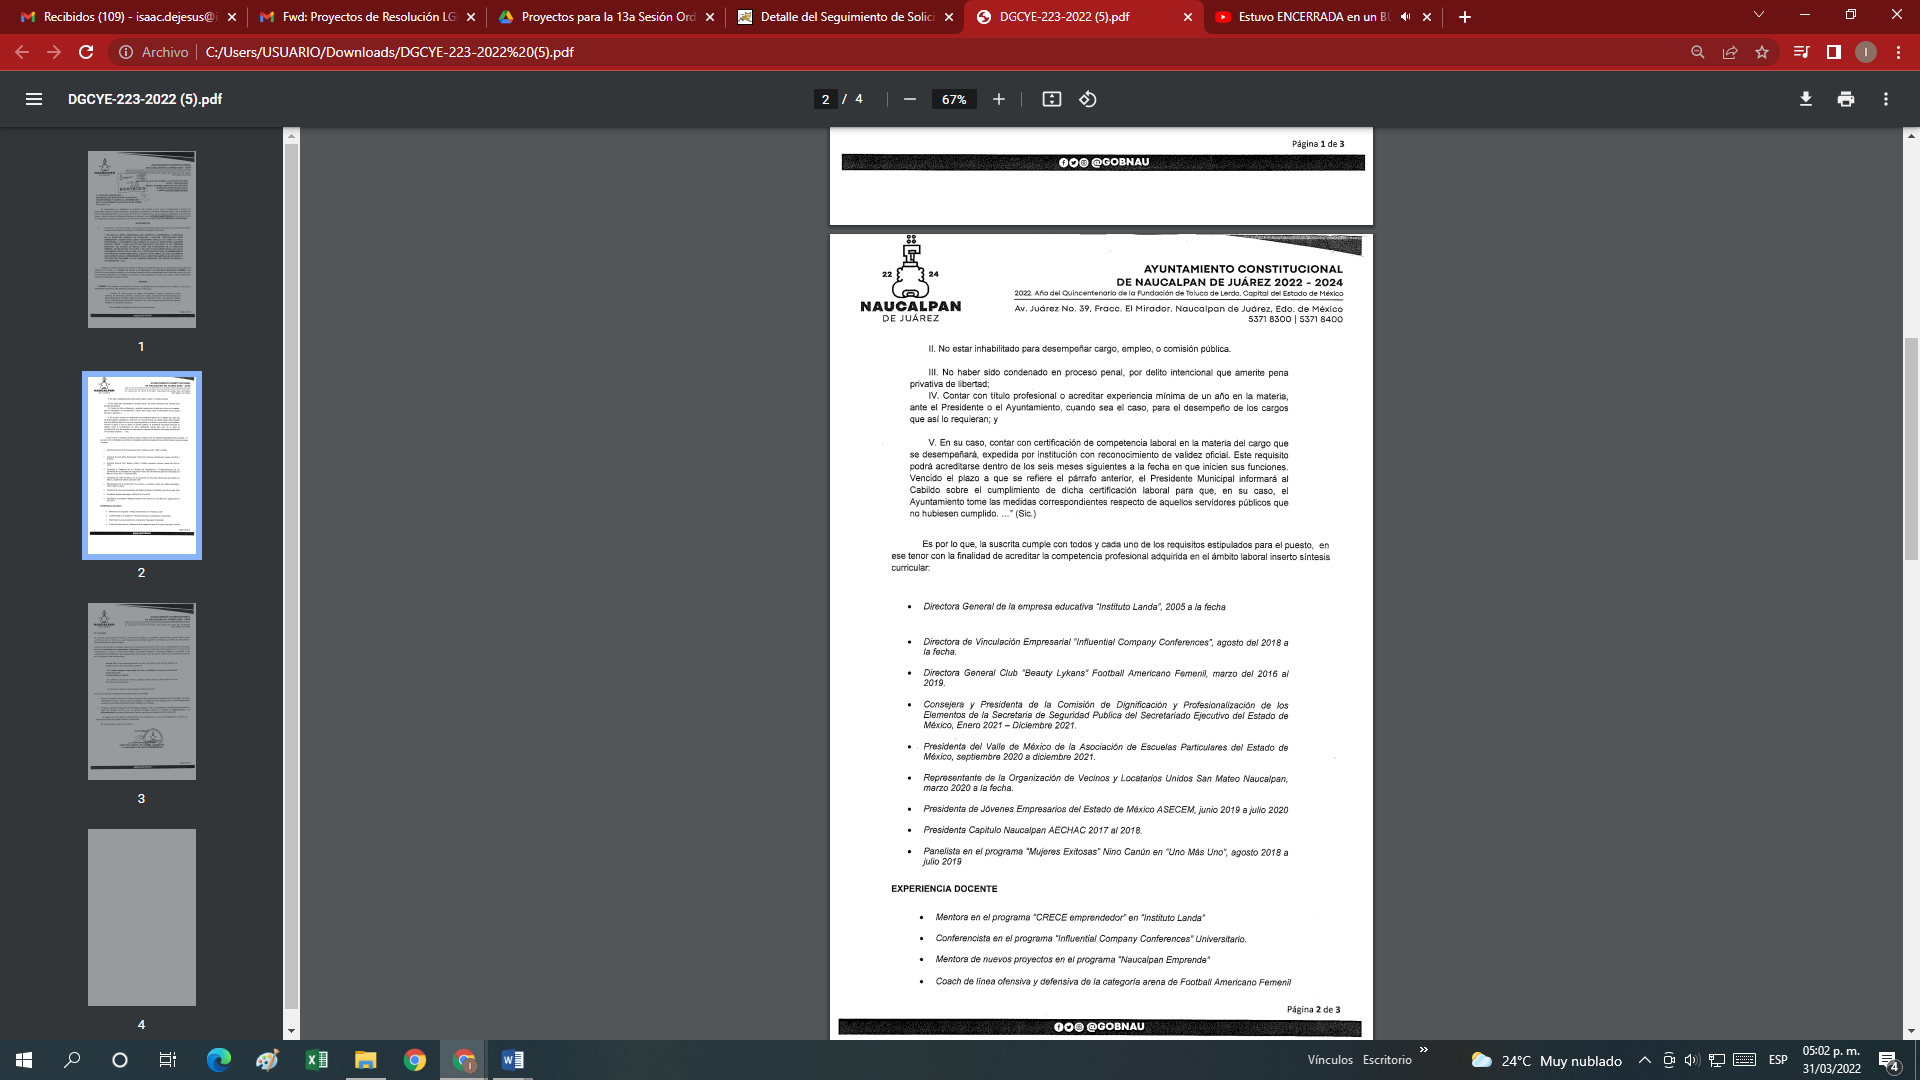 Recibidos (109) - isaac.dejesus@i
Fwd: Proyectos de Resolución LG
Proyectos para la 13a Sesión Ord
Detalle del Seguimiento de Solici
DGCYE-223-2022 (5).pdf
Estuvo ENCERRADA en un B
Archivo
C:/Users/USUARIO/Downloads/DGCYE-223-2022%20(5).pdf
I
DGCYE-223-2022 (5).pdf
2 / 4
67%
1
2
3
4
Página 1 de 3
@GOBNAU
22 24
NAUCALPAN
DE JUÁREZ
AYUNTAMIENTO CONSTITUCIONAL
DE NAUCALPAN DE JUÁREZ 2022 - 2024
2022. Año del Quincentenario de la Fundación de Toluca de Lerdo, Capital del Estado de México
Av. Juárez No. 39, Fracc. El Mirador. Naucalpan de Juárez, Edo. de México
5371 8300 | 5371 8400
II. No estar inhabilitado para desempeñar cargo, empleo, o comisión pública.
III. No haber sido condenado en proceso penal, por delito intencional que amerite pena
privativa de libertad;
IV. Contar con título profesional o acreditar experiencia mínima de un año en la materia,
ante el Presidente o el Ayuntamiento, cuando sea el caso, para el desempeño de los cargos
que así lo requieran; y
V. En su caso, contar con certificación de competencia laboral en la materia del cargo que
se desempeñará, expedida por institución con reconocimiento de validez oficial. Este requisito
podrá acreditarse dentro de los seis meses siguientes a la fecha en que inicien sus funciones.
Vencido el plazo a que se refiere el párrafo anterior, el Presidente Municipal informará al
Cabildo sobre el cumplimiento de dicha certificación laboral para que, en su caso, el
Ayuntamiento tome las medidas correspondientes respecto de aquellos servidores públicos que
no hubiesen cumplido. ..." (Sic.)
Es por lo que, la suscrita cumple con todos y cada uno de los requisitos estipulados para el puesto, en
ese tenor con la finalidad de acreditar la competencia profesional adquirida en el ámbito laboral inserto síntesis
curricular:
• Directora General de la empresa educativa "Instituto Landa", 2005 a la fecha
• Directora de Vinculación Empresarial "Influential Company Conferences", agosto del 2018 a
la fecha.
• Directora General Club "Beauty Lykans" Football Americano Femenil, marzo del 2016 al
2019.
• Consejera y Presidenta de la Comisión de Dignificación y Profesionalización de los
Elementos de la Secretaria de Seguridad Publica del Secretariado Ejecutivo del Estado de
México, Enero 2021 – Diciembre 2021.
• Presidenta del Valle de México de la Asociación de Escuelas Particulares del Estado de
México, septiembre 2020 a diciembre 2021.
• Representante de la Organización de Vecinos y Locatarios Unidos San Mateo Naucalpan,
marzo 2020 a la fecha.
• Presidenta de Jóvenes Empresarios del Estado de México ASECEM, junio 2019 a julio 2020
• Presidenta Capitulo Naucalpan AECHAC 2017 al 2018.
• Panelista en el programa "Mujeres Exitosas" Nino Canún en "Uno Más Uno", agosto 2018 a
julio 2019
EXPERIENCIA DOCENTE
• Mentora en el programa "CRECE emprendedor" en "Instituto Landa"
• Conferencista en el programa "Influential Company Conferences" Universitario.
• Mentora de nuevos proyectos en el programa "Naucalpan Emprende"
• Coach de línea ofensiva y defensiva de la categoría arena de Football Americano Femenil
Página 2 de 3
@GOBNAU
Vínculos Escritorio
24°C Muy nublado
ESP
05:02 p. m.
31/03/2022
4